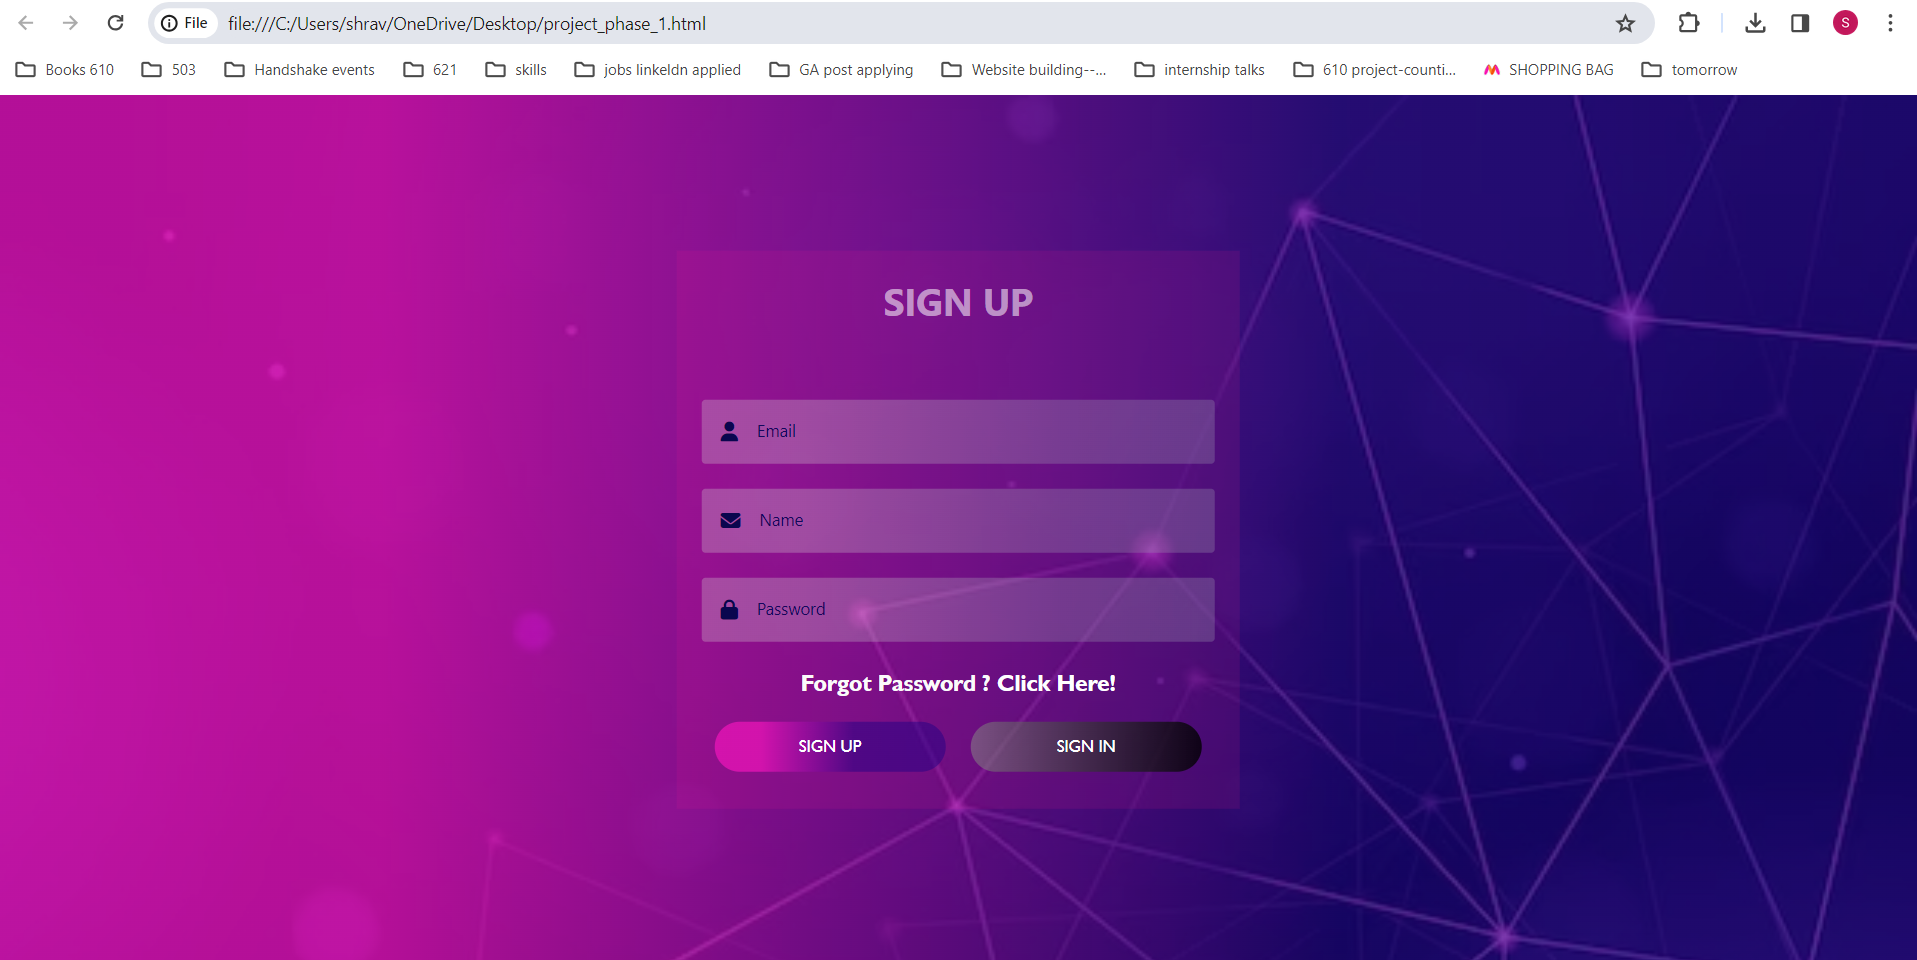 File file:///C:/Users/shrav/OneDrive/Desktop/project_phase_1.html S
Books 610 503 Handshake events 621 skills jobs linkeldn applied GA post applying Website building--... internship talks 610 project-counti... SHOPPING BAG tomorrow
SIGN UP
Email
Name
Password
Forgot Password ? Click Here!
SIGN UP SIGN IN